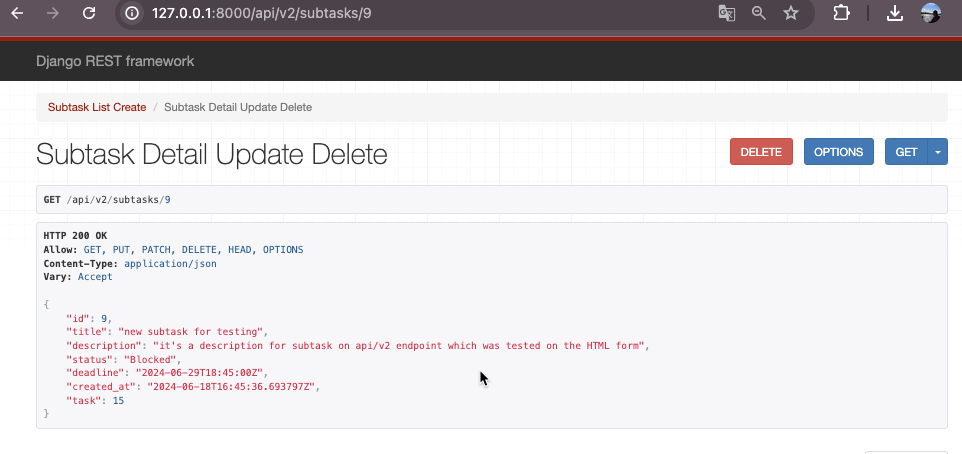 127.0.0.1:8000/api/v2/subtasks/9
Django REST framework
Subtask List Create / Subtask Detail Update Delete
Subtask Detail Update Delete
DELETE
OPTIONS
GET
GET /api/v2/subtasks/9
HTTP 200 OK
Allow: GET, PUT, PATCH, DELETE, HEAD, OPTIONS
Content-Type: application/json
Vary: Accept
{
"id": 9,
"title": "new subtask for testing",
"description": "it's a description for subtask on api/v2 endpoint which was tested on the HTML form",
"status": "Blocked",
"deadline": "2024-06-29T18:45:00Z",
"created_at": "2024-06-18T16:45:36.693797Z",
"task": 15
}